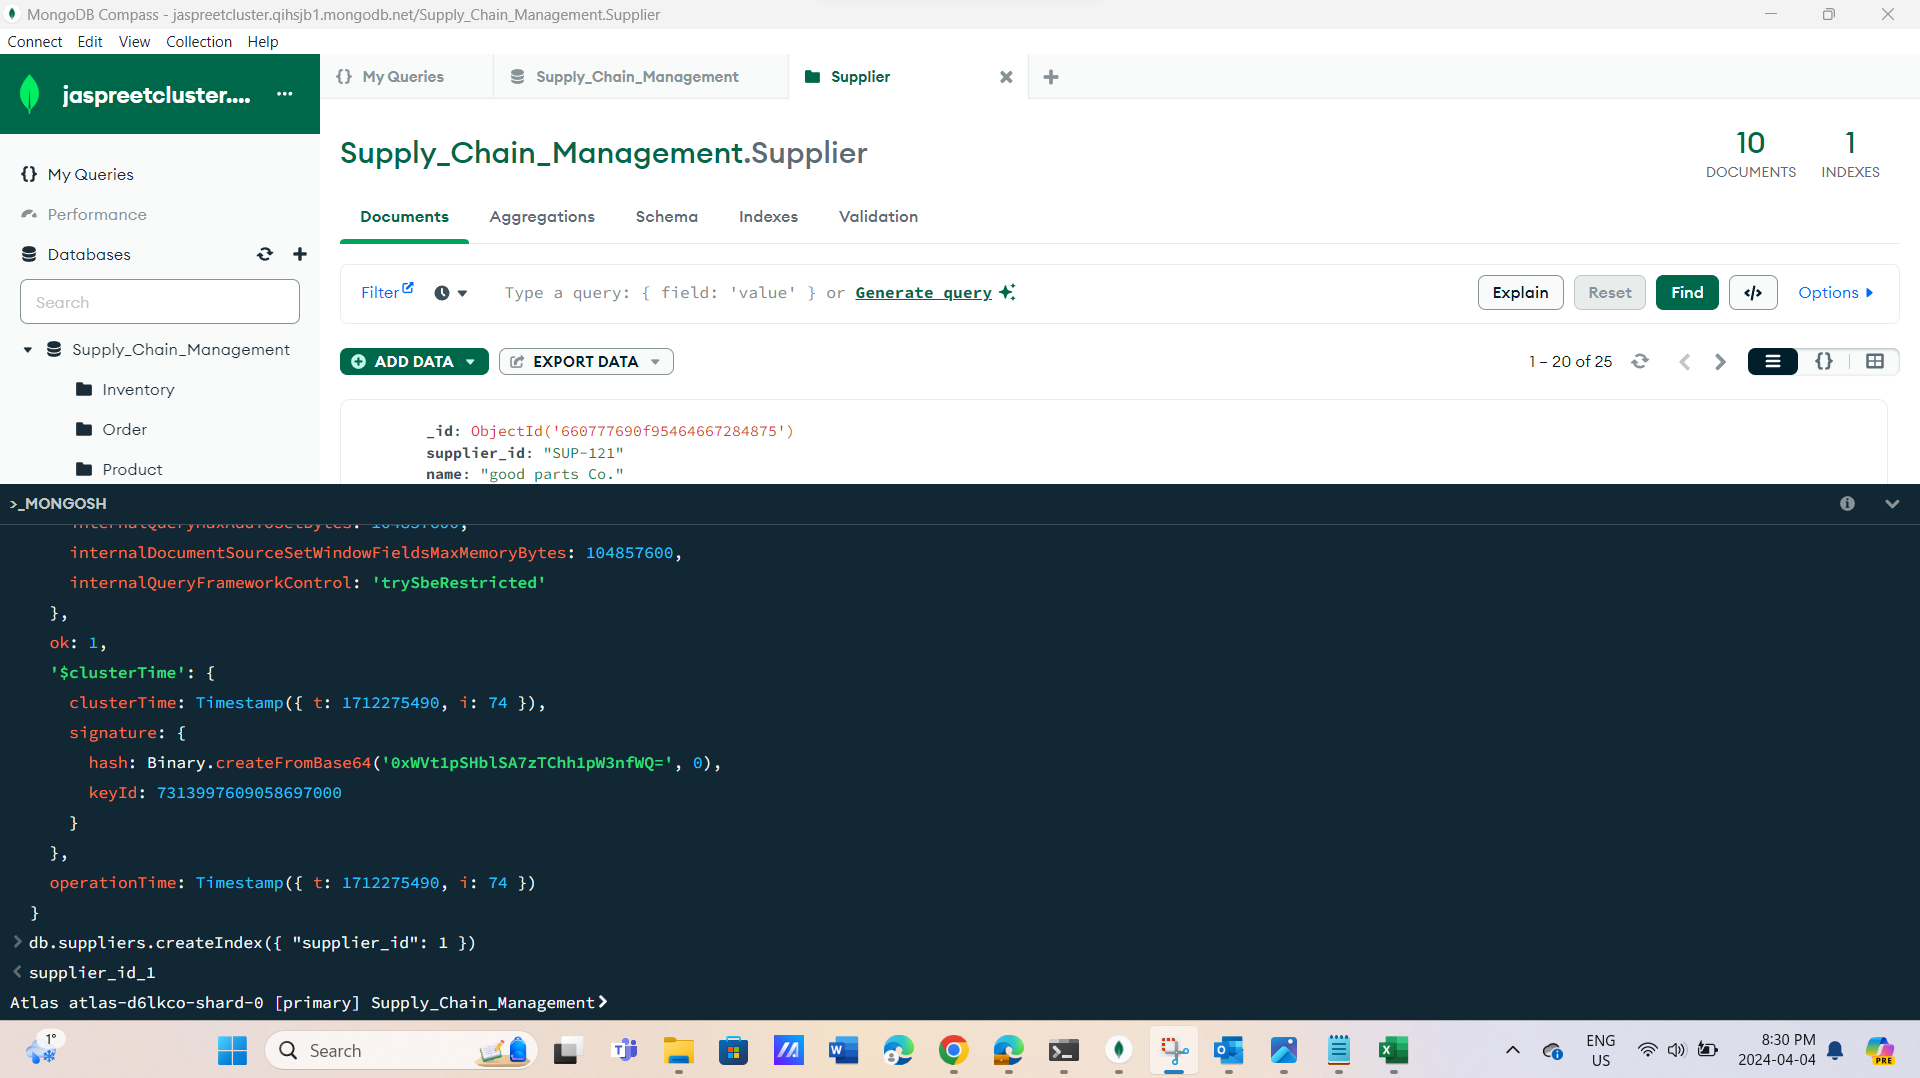 MongoDB Compass - jaspreetcluster.qihsjb1.mongodb.net/Supply_Chain_Management.Supplier
Connect Edit View Collection Help
jaspreetcluster.... ···
{} My Queries
Supply_Chain_Management
Supplier
Supply_Chain_Management.Supplier
10
DOCUMENTS
1
INDEXES
{} My Queries
Performance
Databases
Search
Supply_Chain_Management
Inventory
Order
Product
Documents Aggregations Schema Indexes Validation
Filter
Type a query: { field: 'value' } or Generate query
Explain Reset Find </> Options
ADD DATA EXPORT DATA
1 – 20 of 25
{}
_id: ObjectId('660777690f95464667284875')
supplier_id: "SUP-121"
name: "good parts Co."
>_MONGOSH
internalQueryMaxAddToSetBytes: 104857600,
internalDocumentSourceSetWindowFieldsMaxMemoryBytes: 104857600,
internalQueryFrameworkControl: 'trySbeRestricted'
},
ok: 1,
'$clusterTime': {
clusterTime: Timestamp({ t: 1712275490, i: 74 }),
signature: {
hash: Binary.createFromBase64('0xWVt1pSHblSA7zTChh1pW3nfWQ=', 0),
keyId: 7313997609058697000
}
},
operationTime: Timestamp({ t: 1712275490, i: 74 })
}
> db.suppliers.createIndex({ "supplier_id": 1 })
< supplier_id_1
Atlas atlas-d6lkco-shard-0 [primary] Supply_Chain_Management>
1°
Search
ENG
US
8:30 PM
2024-04-04
PRE